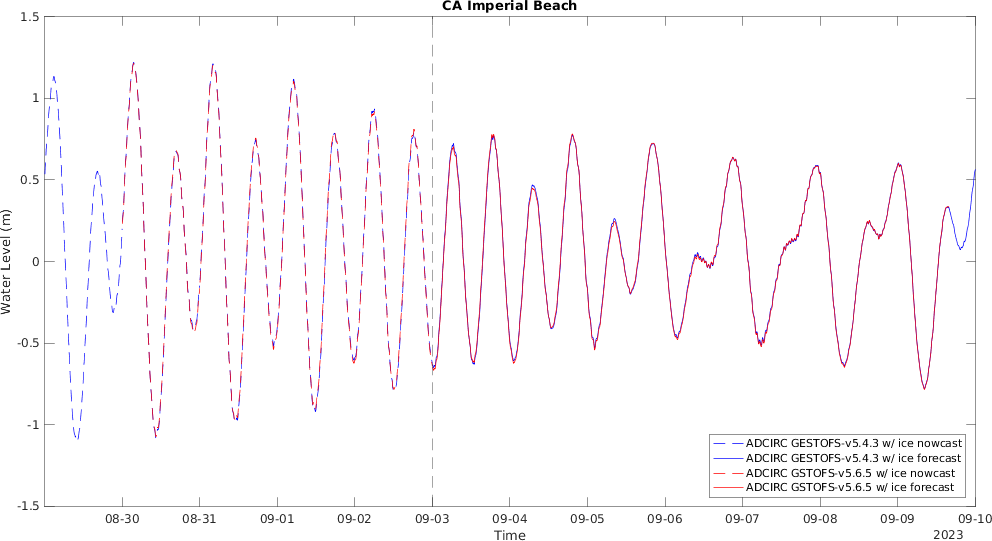 CA Imperial Beach
1.5
1
0.5
0
-0.5
-1
-1.5
Water Level (m)
08-30 08-31 09-01 09-02 09-03 09-04 09-05 09-06 09-07 09-08 09-09 09-10
Time
2023
ADCIRC GESTOFS-v5.4.3 w/ ice nowcast
ADCIRC GESTOFS-v5.4.3 w/ ice forecast
ADCIRC GSTOFS-v5.6.5 w/ ice nowcast
ADCIRC GSTOFS-v5.6.5 w/ ice forecast